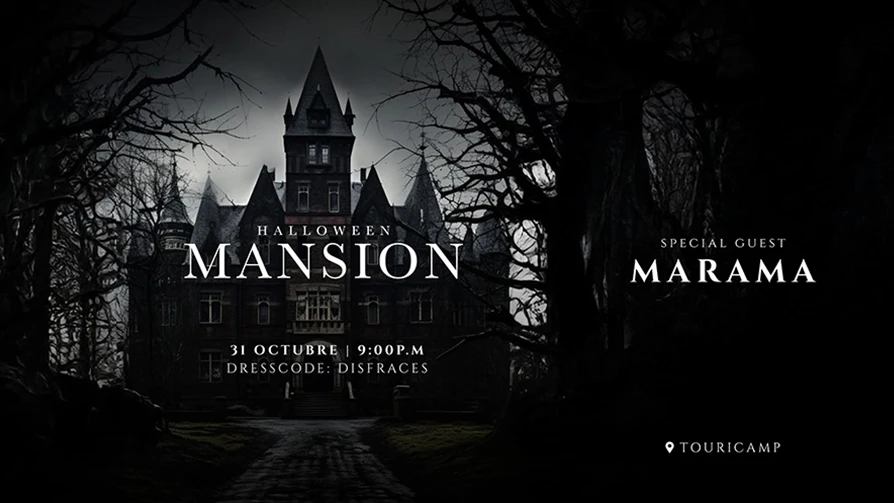 HALLOWEEN
MANSION
31 OCTUBRE | 9:00P.M
DRESSCODE: DISFRACES
SPECIAL GUEST
MARAMA
TOURICAMP